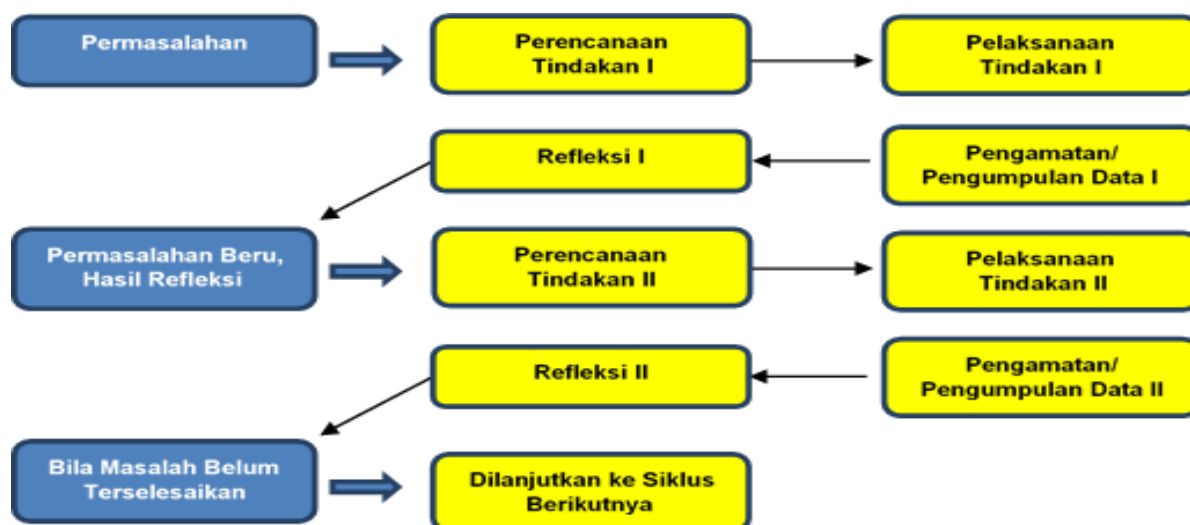 Permasalahan
Perencanaan
Tindakan I
Pelaksanaan
Tindakan I
Refleksi I
Pengamatan/
Pengumpulan Data I
Permasalahan Beru,
Hasil Refleksi
Perencanaan
Tindakan II
Pelaksanaan
Tindakan II
Refleksi II
Pengamatan/
Pengumpulan Data II
Bila Masalah Belum
Terselesaikan
Dilanjutkan ke Siklus
Berikutnya